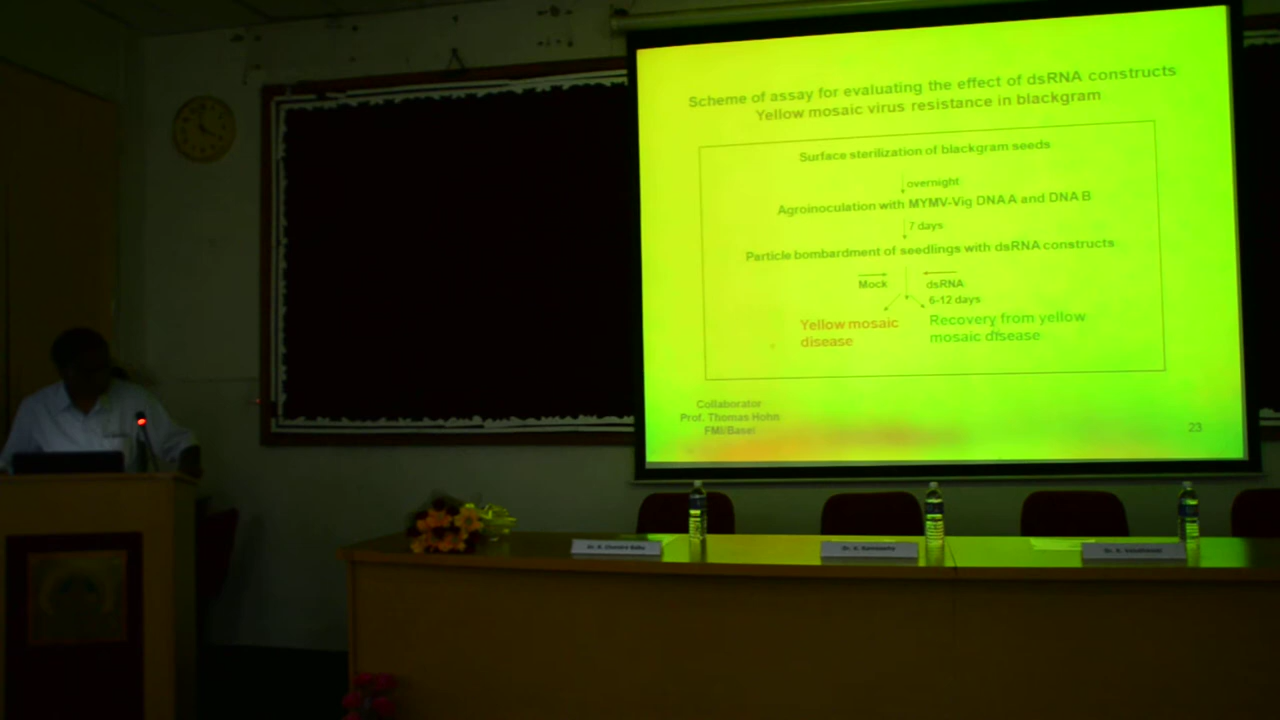 Scheme of assay for evaluating the effect of dsRNA constructs
Yellow mosaic virus resistance in blackgram
Surface sterilization of blackgram seeds
overnight
Agroinoculation with MYMV-Vig DNA A and DNA B
7 days
Particle bombardment of seedlings with dsRNA constructs
Mock
dsRNA
6-12 days
Yellow mosaic
disease
Recovery from yellow
mosaic disease
Collaborator
Prof. Thomas Hohn
FMI/Basel
23
Dr.
Dr.
Dr.